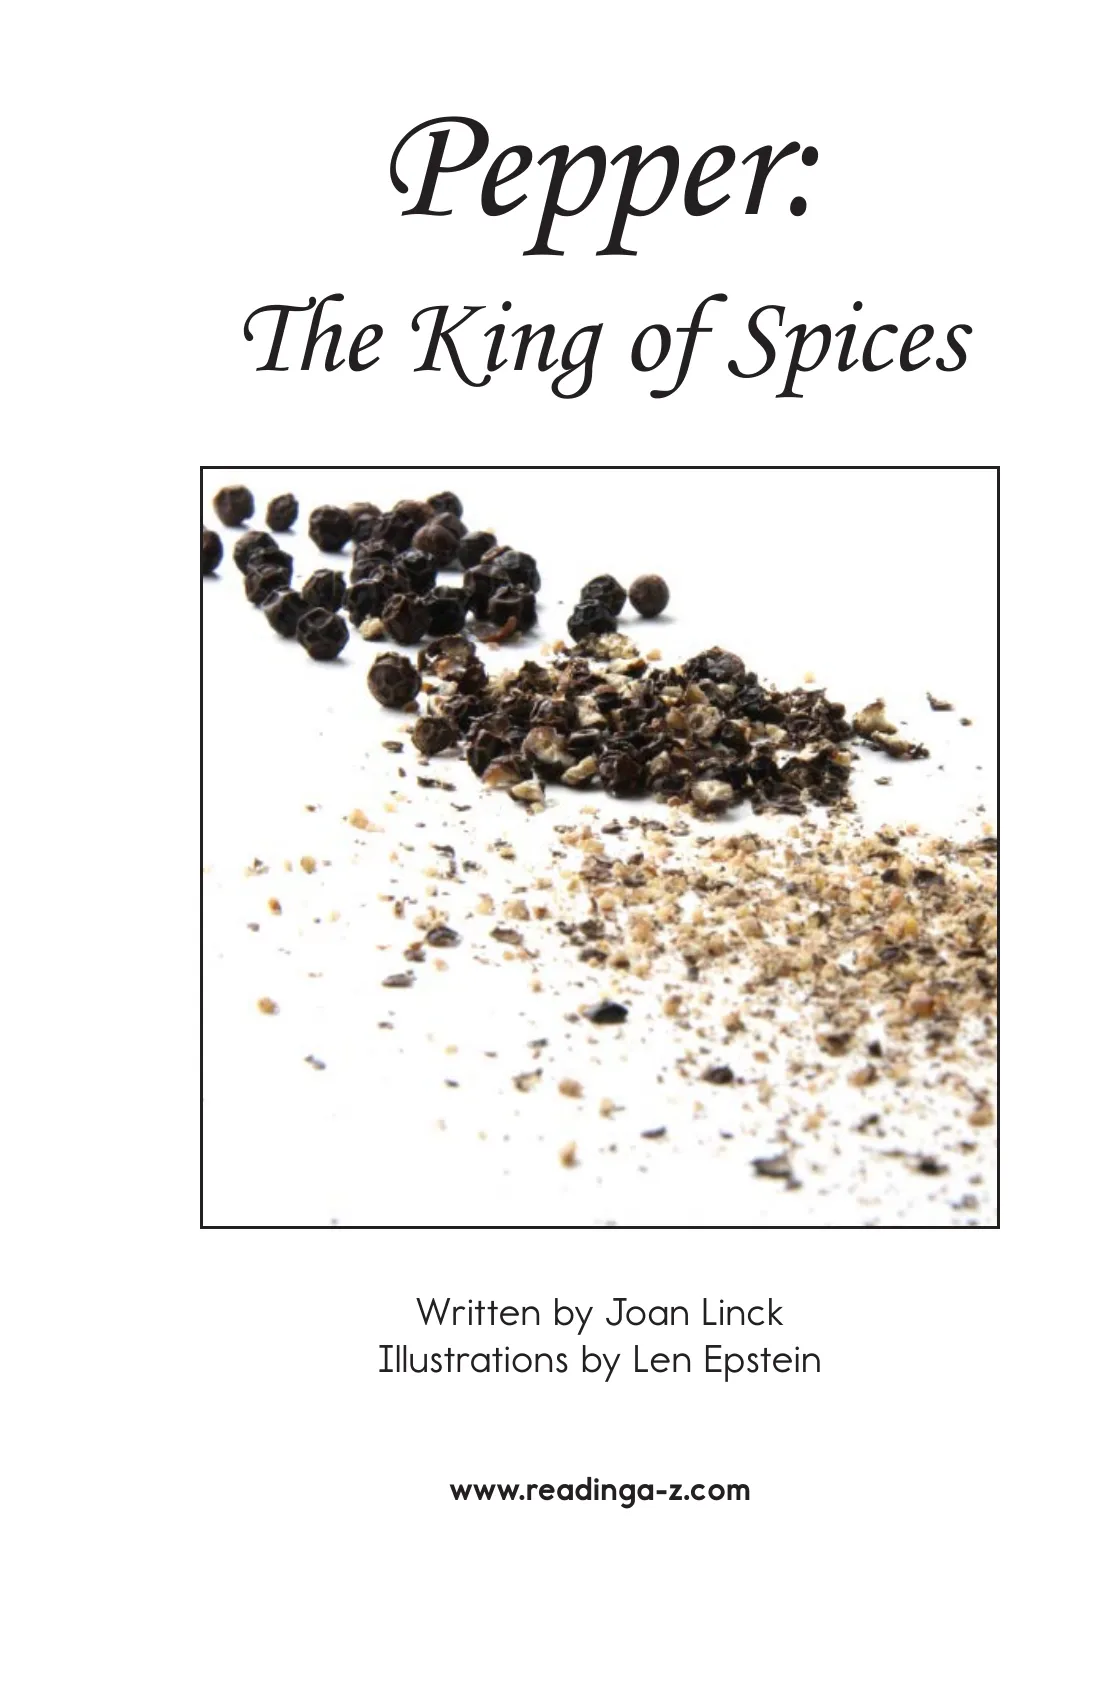 Pepper:
The King of Spices
Written by Joan Linck
Illustrations by Len Epstein
www.readinga-z.com